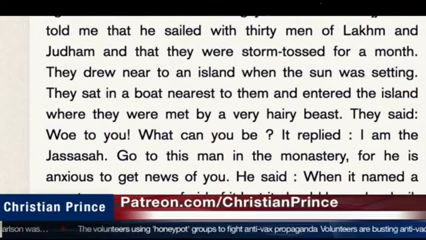 told me that he sailed with thirty men of Lakhm and
Judham and that they were storm-tossed for a month.
They drew near to an island when the sun was setting.
They sat in a boat nearest to them and entered the island
where they were met by a very hairy beast. They said:
Woe to you! What can you be ? It replied : I am the
Jassasah. Go to this man in the monastery, for he is
anxious to get news of you. He said : When it named a
Christian Prince
Patreon.com/ChristianPrince
arlson was...
The volunteers using 'honeypot' groups to fight anti-vax propaganda
Volunteers are busting anti-vac